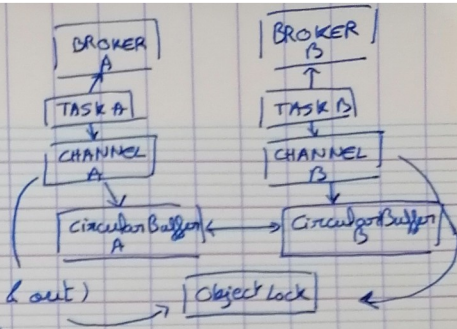 BROKER
A
BROKER
B
TASK A
TASK B
CHANNEL
A
CHANNEL
B
CircularBuffer
A
CircularBuffer
B
& out)
Object Lock